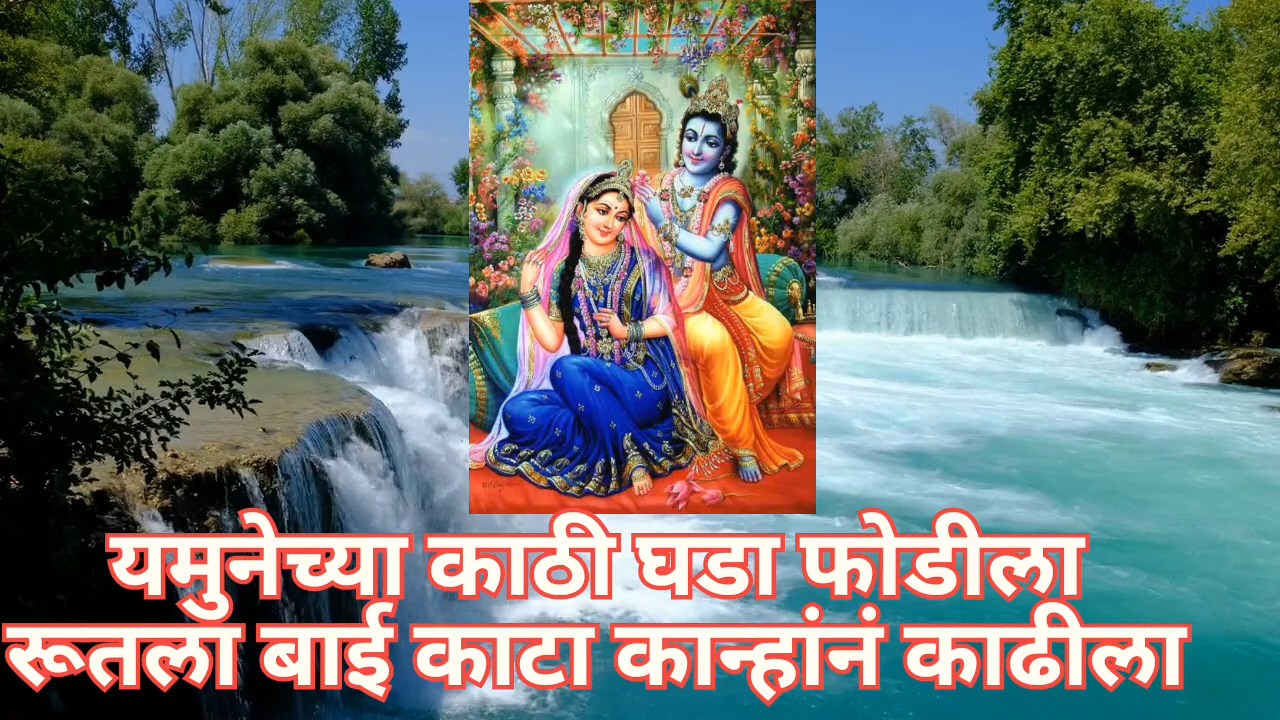 यमुनेच्या काठी घडा फोडीला
रूतला बाई काटा कान्हांनं काढीला